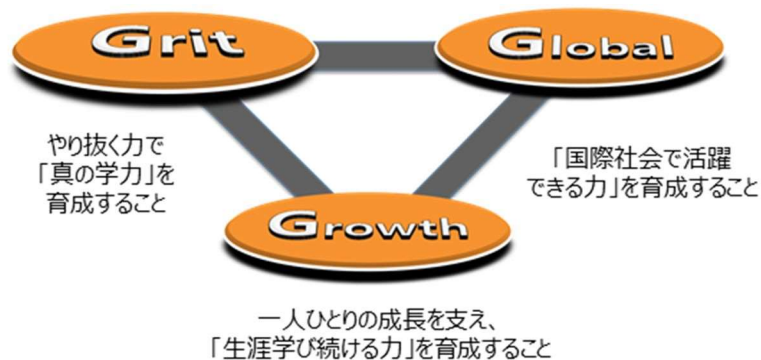 Grit
Global
やり抜く力で
「真の学力」を
育成すること
「国際社会で活躍
できる力」を育成すること
Growth
一人ひとりの成長を支え、
「生涯学び続ける力」を育成すること